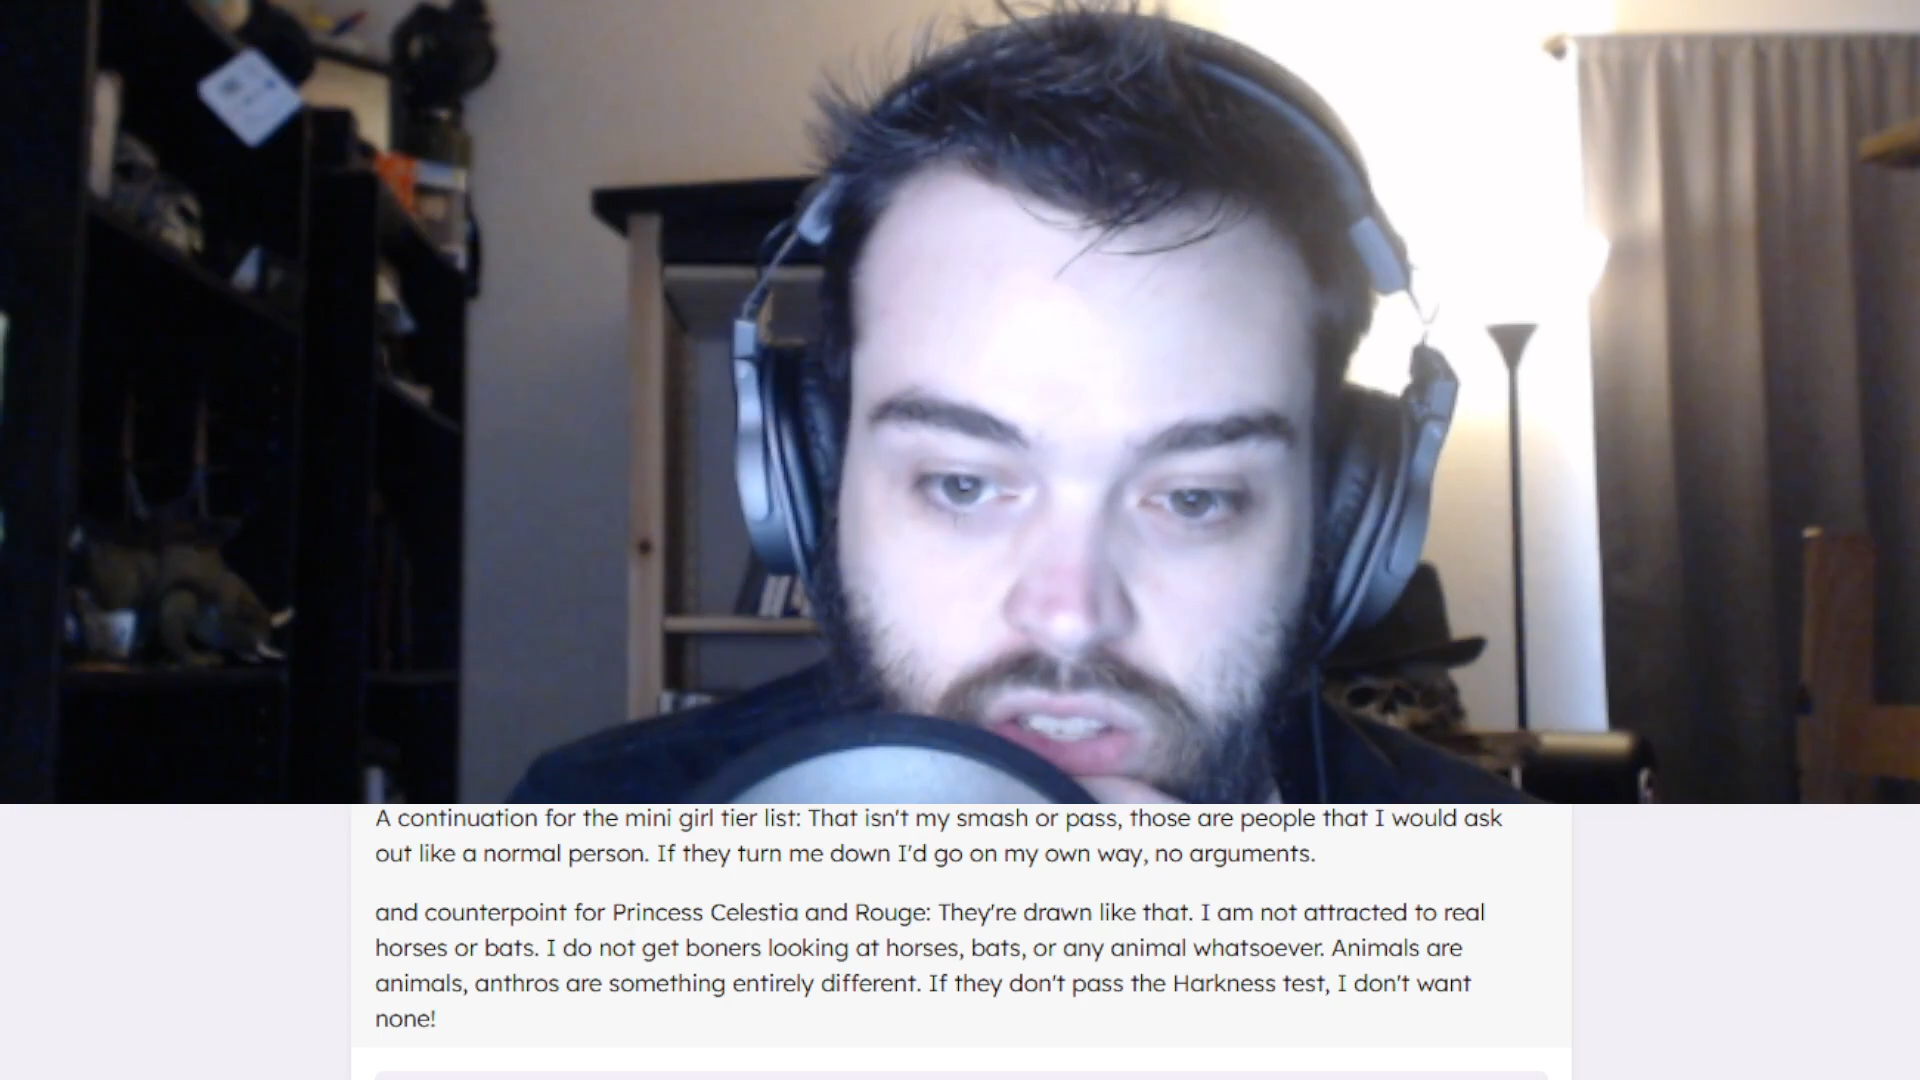 A continuation for the mini girl tier list: That isn't my smash or pass, those are people that I would ask
out like a normal person. If they turn me down I'd go on my own way, no arguments.
and counterpoint for Princess Celestia and Rouge: They're drawn like that. I am not attracted to real
horses or bats. I do not get boners looking at horses, bats, or any animal whatsoever. Animals are
animals, anthros are something entirely different. If they don't pass the Harkness test, I don't want
none!